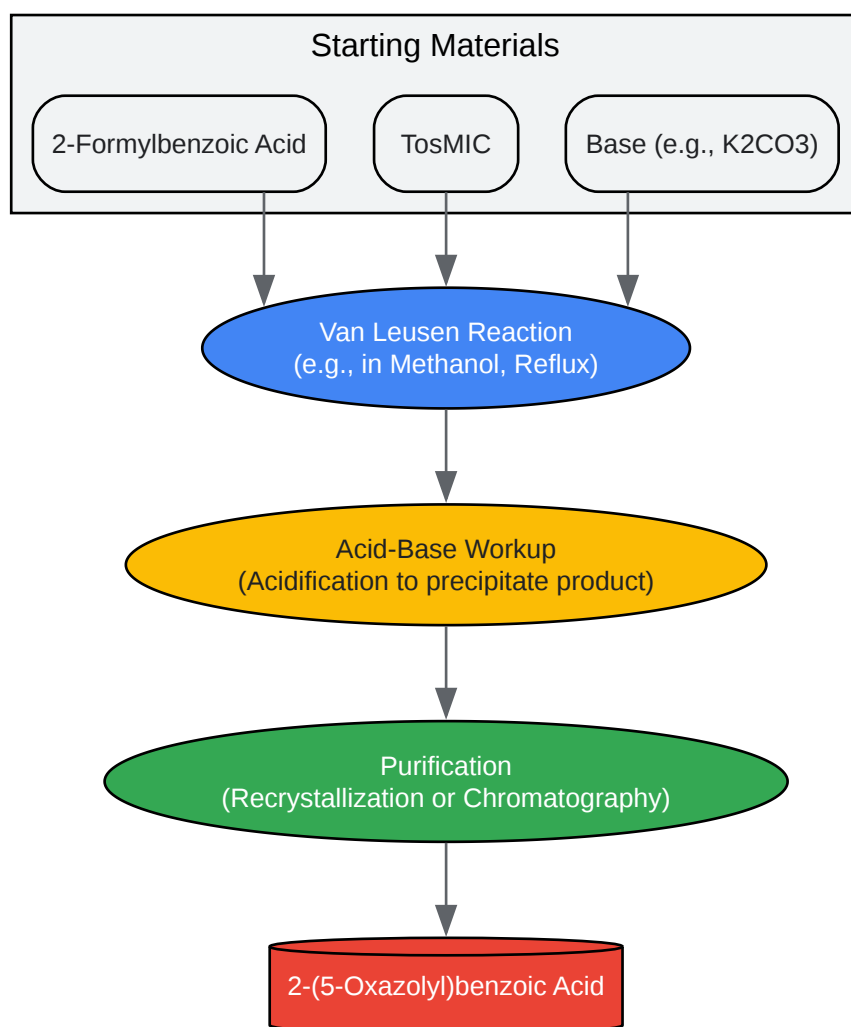 Starting Materials
2-Formylbenzoic Acid
TosMIC
Base (e.g., K2CO3)
Van Leusen Reaction
(e.g., in Methanol, Reflux)
Acid-Base Workup
(Acidification to precipitate product)
Purification
(Recrystallization or Chromatography)
2-(5-Oxazolyl)benzoic Acid